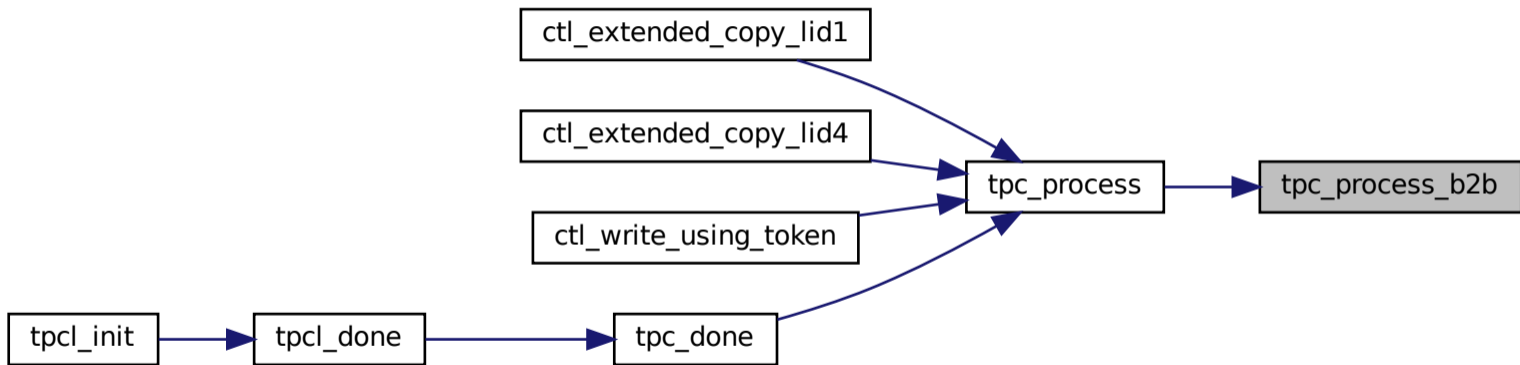 ctl_extended_copy_lid1
ctl_extended_copy_lid4
tpc_process
tpc_process_b2b
ctl_write_using_token
tpcl_init
tpcl_done
tpc_done